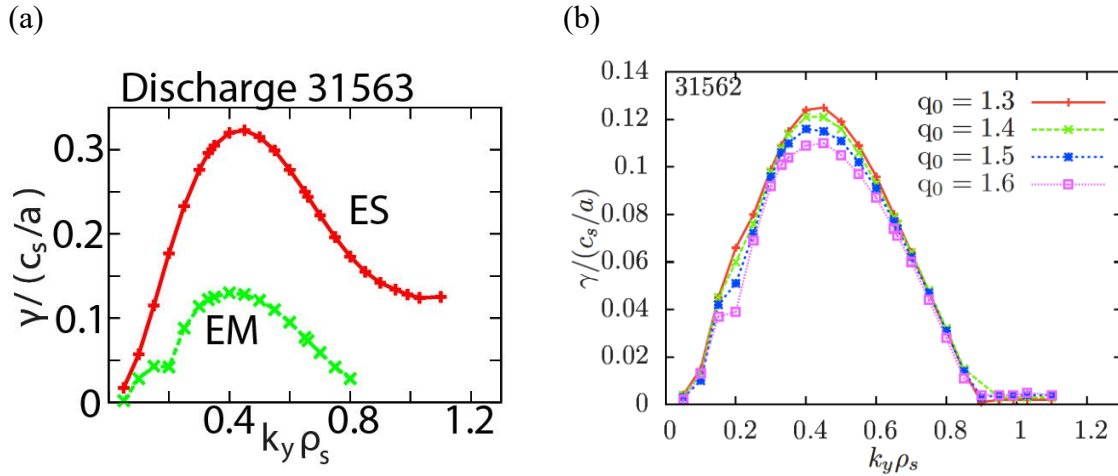 (a)
Discharge 31563
γ/(c_s/a)
0.3
0.2
0.1
0
ES
EM
0.4 0.8 1.2
k_y ρ_s
(b)
γ/(c_s/a)
0.14
0.12
0.1
0.08
0.06
0.04
0.02
0
31562
q_0 = 1.3
q_0 = 1.4
q_0 = 1.5
q_0 = 1.6
0 0.2 0.4 0.6 0.8 1 1.2
k_y ρ_s